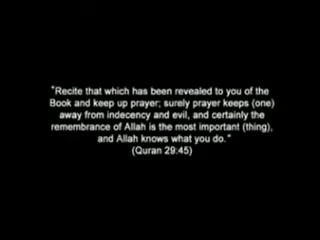 "Recite that which has been revealed to you of the
Book and keep up prayer; surely prayer keeps (one)
away from indecency and evil, and certainly the
remembrance of Allah is the most important (thing),
and Allah knows what you do."
(Quran 29:45)